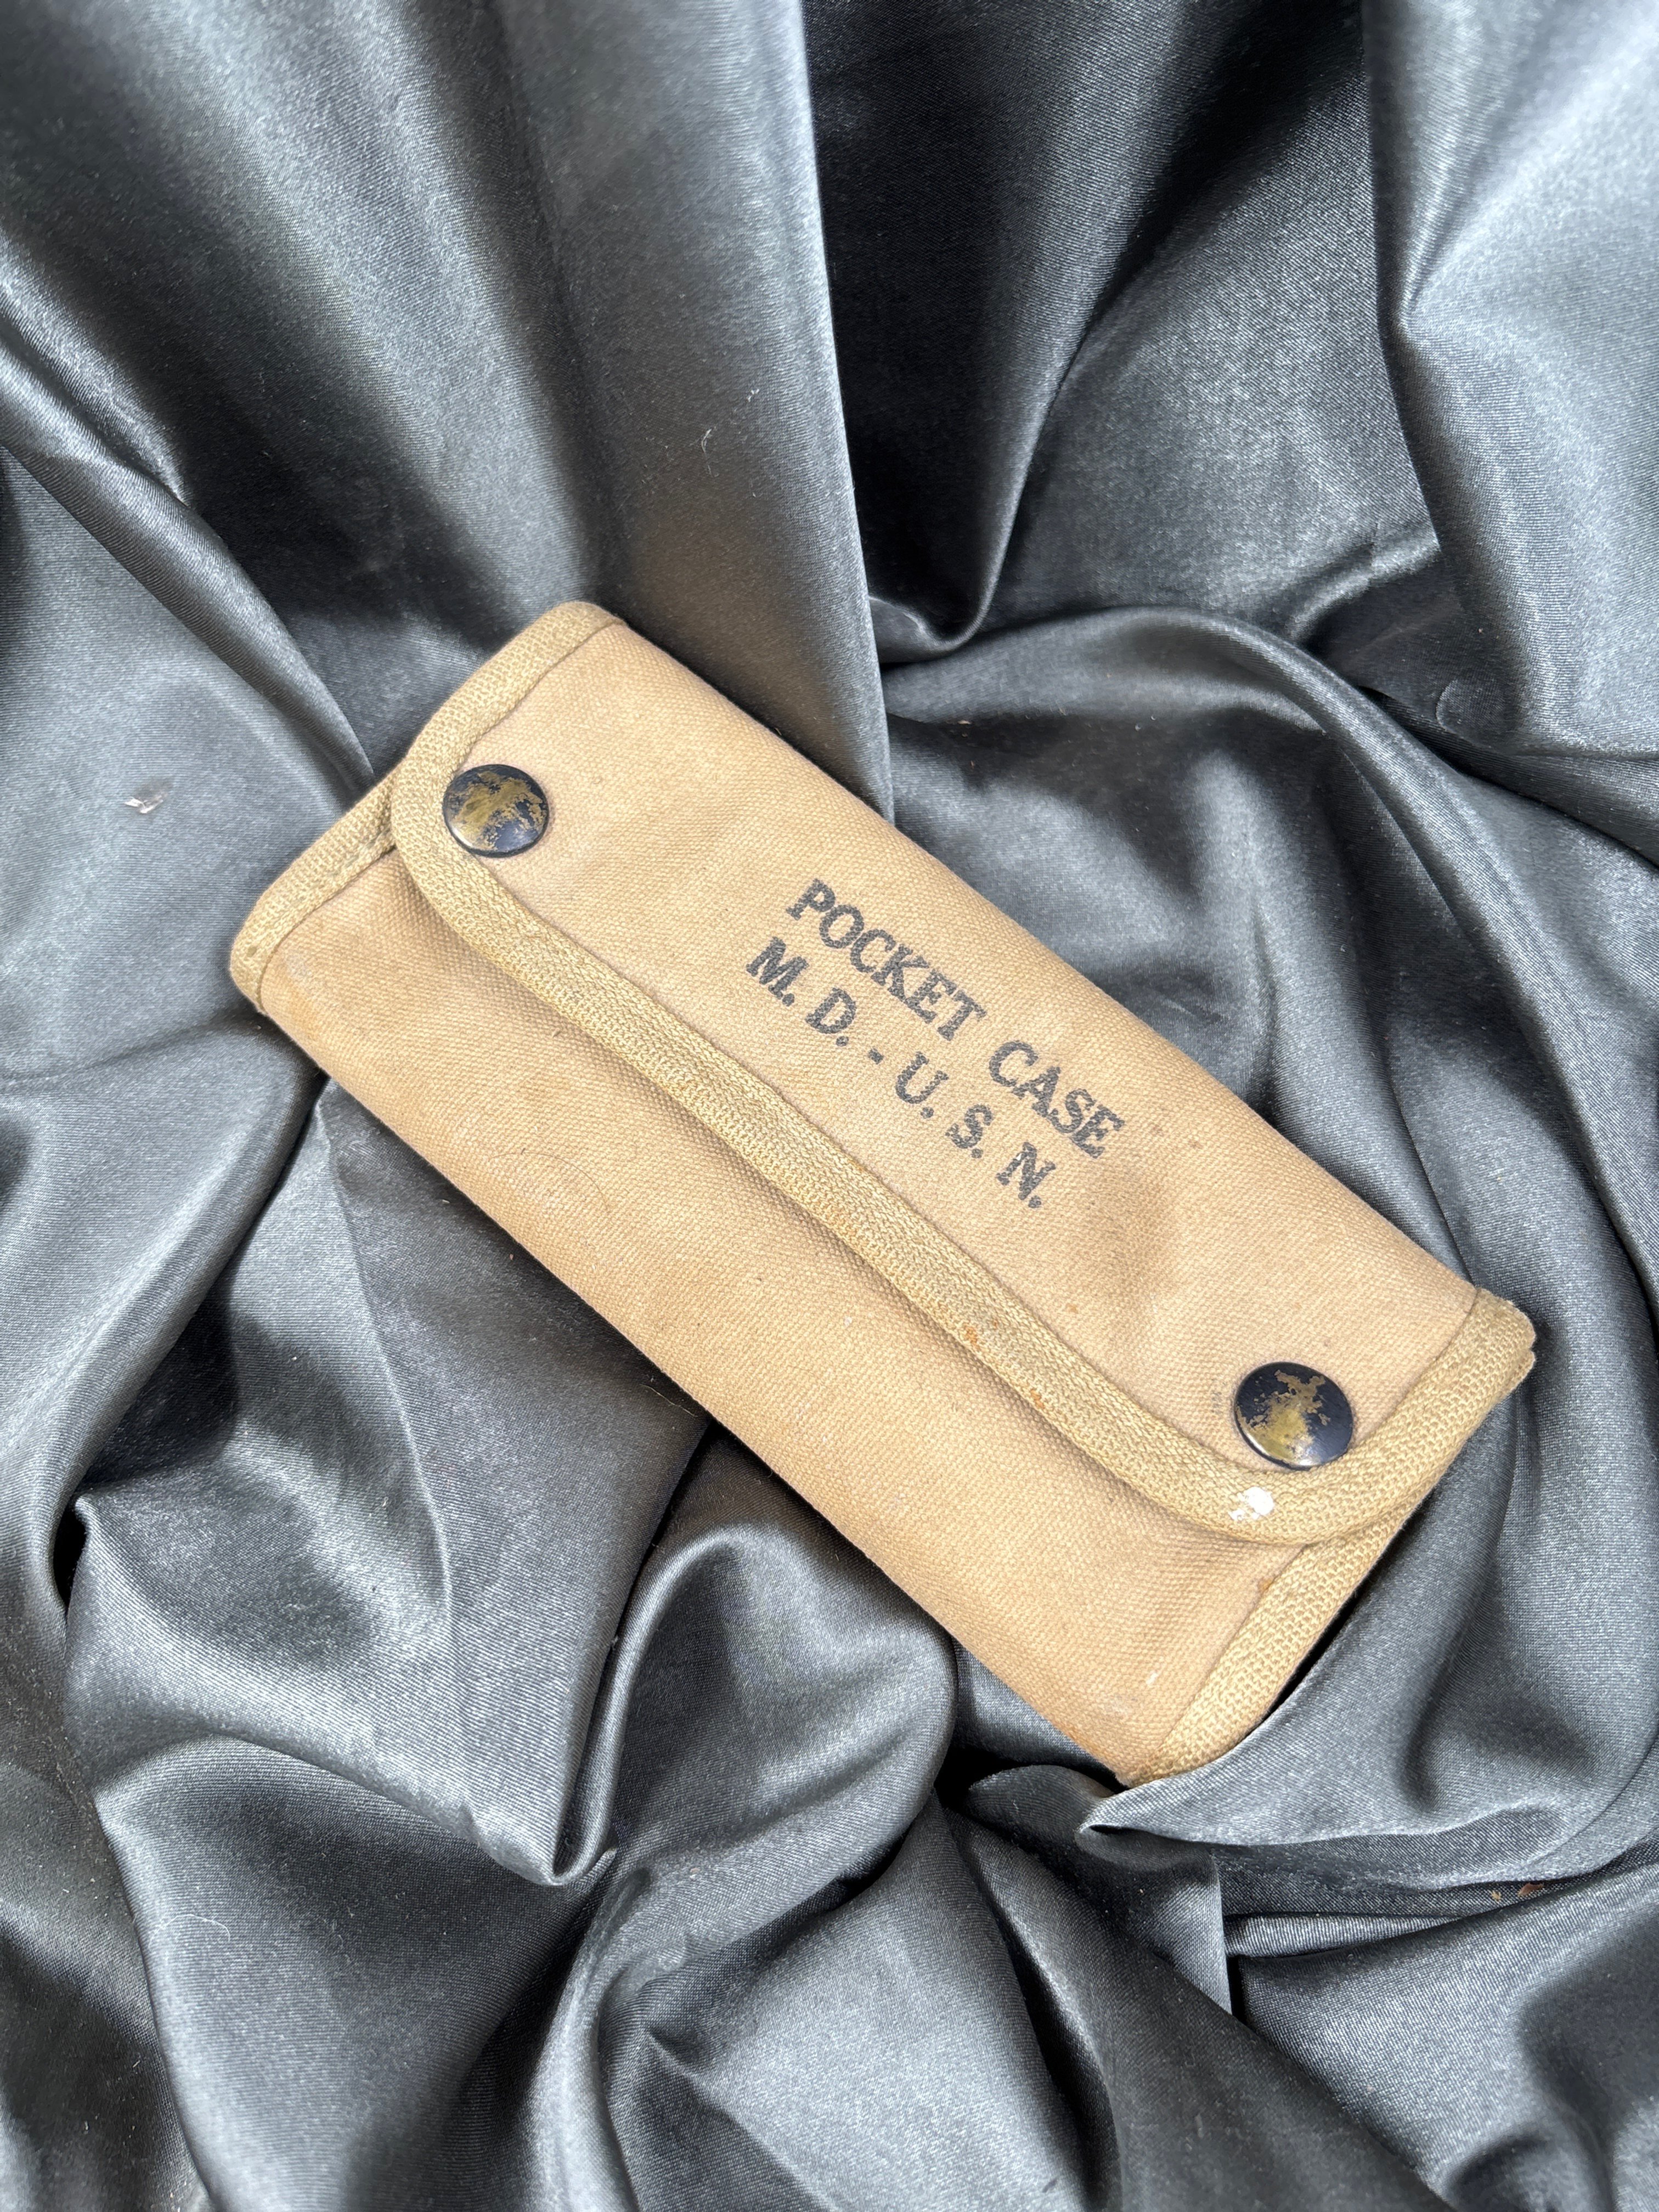 POCKET CASE
M. D. - U. S. N.